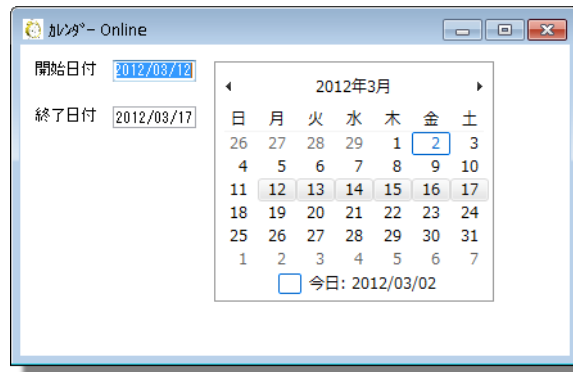 ｶﾚﾝﾀﾞｰ Online
開始日付 2012/03/12
終了日付 2012/03/17
2012年3月
日 月 火 水 木 金 土
26 27 28 29 1 2 3
4 5 6 7 8 9 10
11 12 13 14 15 16 17
18 19 20 21 22 23 24
25 26 27 28 29 30 31
1 2 3 4 5 6 7
今日: 2012/03/02